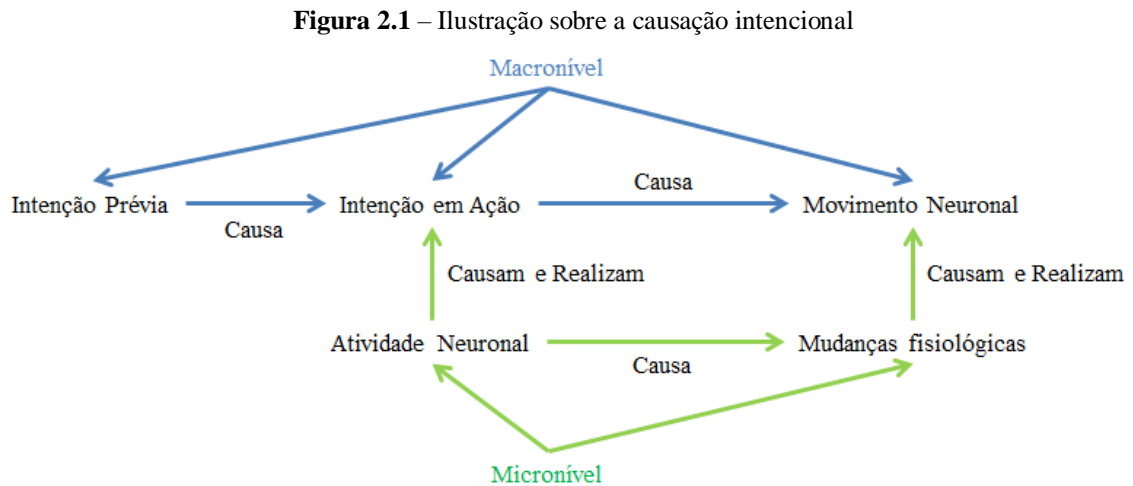 Figura 2.1 – Ilustração sobre a causação intencional
Macronível
Causa
Intenção Prévia
Intenção em Ação
Movimento Neuronal
Causa
Causam e Realizam
Causam e Realizam
Atividade Neuronal
Mudanças fisiológicas
Causa
Micronível